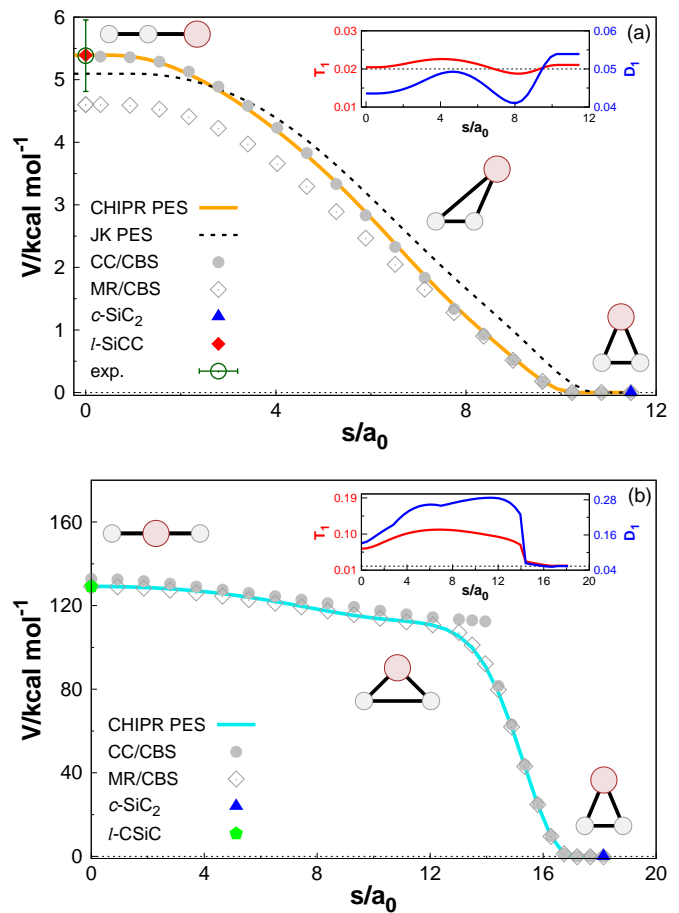 (a)
V/kcal mol⁻¹
6
5
4
3
2
1
0
0 4 8 12
s/a₀
CHIPR PES
JK PES
CC/CBS
MR/CBS
c-SiC₂
l-SiCC
exp.
T₁
0.03
0.02
0.01
D₁
0.06
0.05
0.04
0 2 4 6 8 10 12
s/a₀
(b)
V/kcal mol⁻¹
160
120
80
40
0
0 4 8 12 16 20
s/a₀
CHIPR PES
CC/CBS
MR/CBS
c-SiC₂
l-CSiC
T₁
0.19
0.10
0.01
D₁
0.28
0.16
0.04
0 4 8 12 16 20
s/a₀